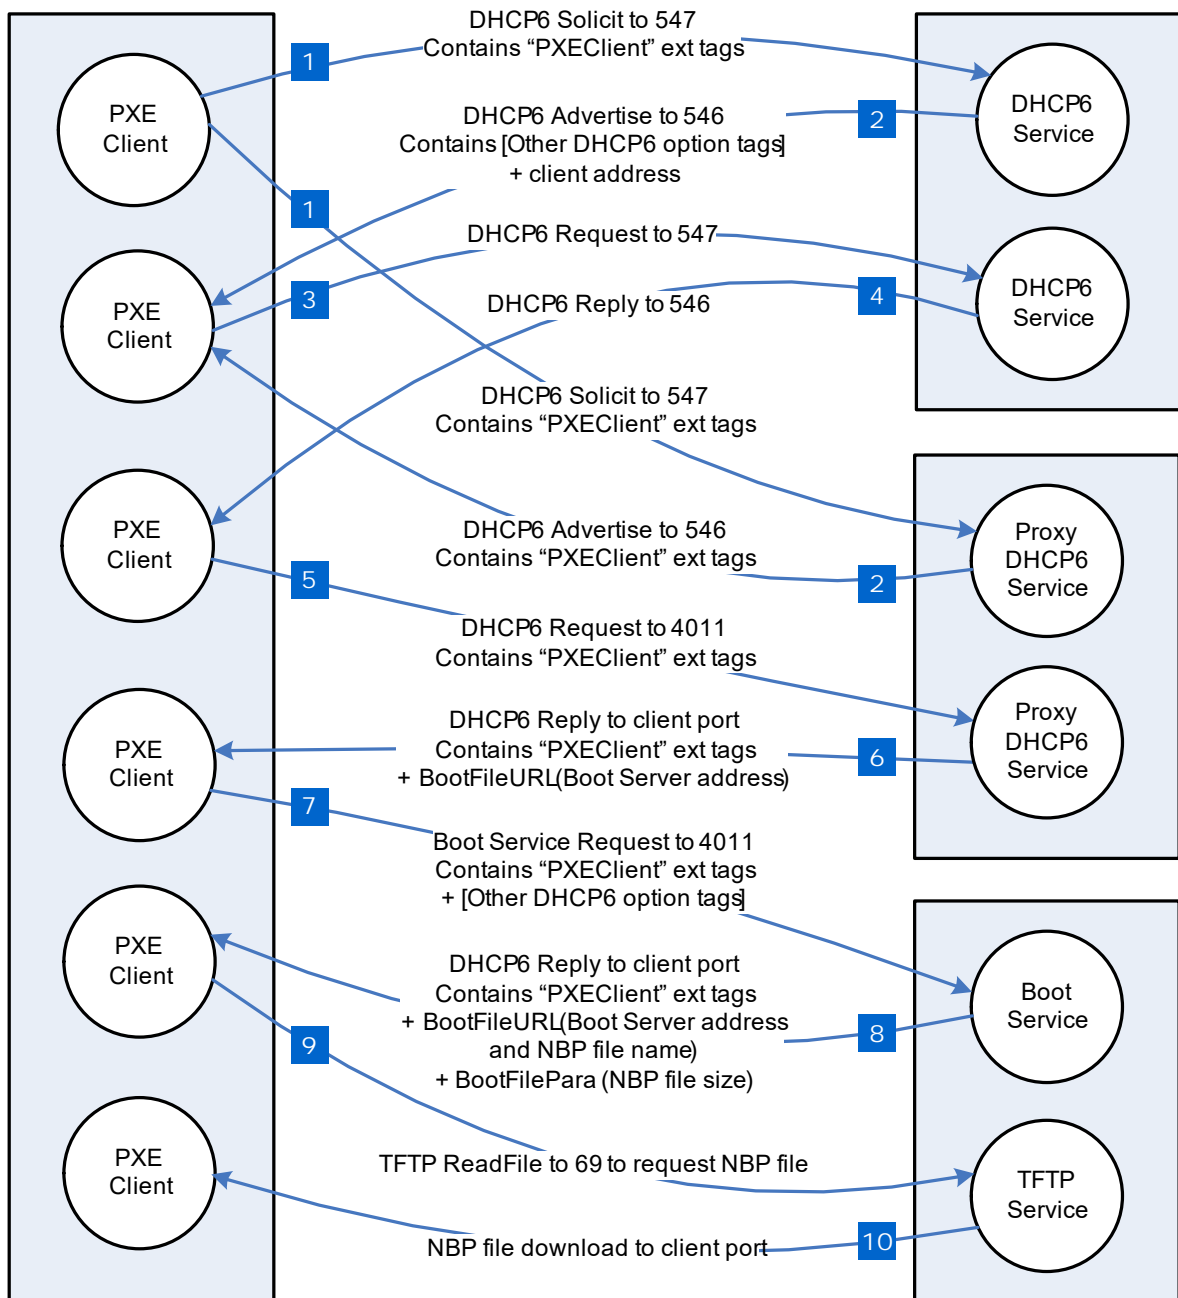 DHCP6 Solicit to 547
Contains “PXEClient” ext tags
1
PXE
Client
DHCP6
Service
DHCP6 Advertise to 546
Contains [Other DHCP6 option tags]
+ client address
2
1
DHCP6 Request to 547
3
PXE
Client
DHCP6 Reply to 546
4
DHCP6
Service
DHCP6 Solicit to 547
Contains “PXEClient” ext tags
PXE
Client
DHCP6 Advertise to 546
Contains “PXEClient” ext tags
2
Proxy
DHCP6
Service
5
DHCP6 Request to 4011
Contains “PXEClient” ext tags
PXE
Client
DHCP6 Reply to client port
Contains “PXEClient” ext tags
+ BootFileURL(Boot Server address)
6
Proxy
DHCP6
Service
7
Boot Service Request to 4011
Contains “PXEClient” ext tags
+ [Other DHCP6 option tags]
PXE
Client
DHCP6 Reply to client port
Contains “PXEClient” ext tags
+ BootFileURL(Boot Server address
and NBP file name)
+ BootFilePara (NBP file size)
8
Boot
Service
9
PXE
Client
TFTP ReadFile to 69 to request NBP file
TFTP
Service
NBP file download to client port
10